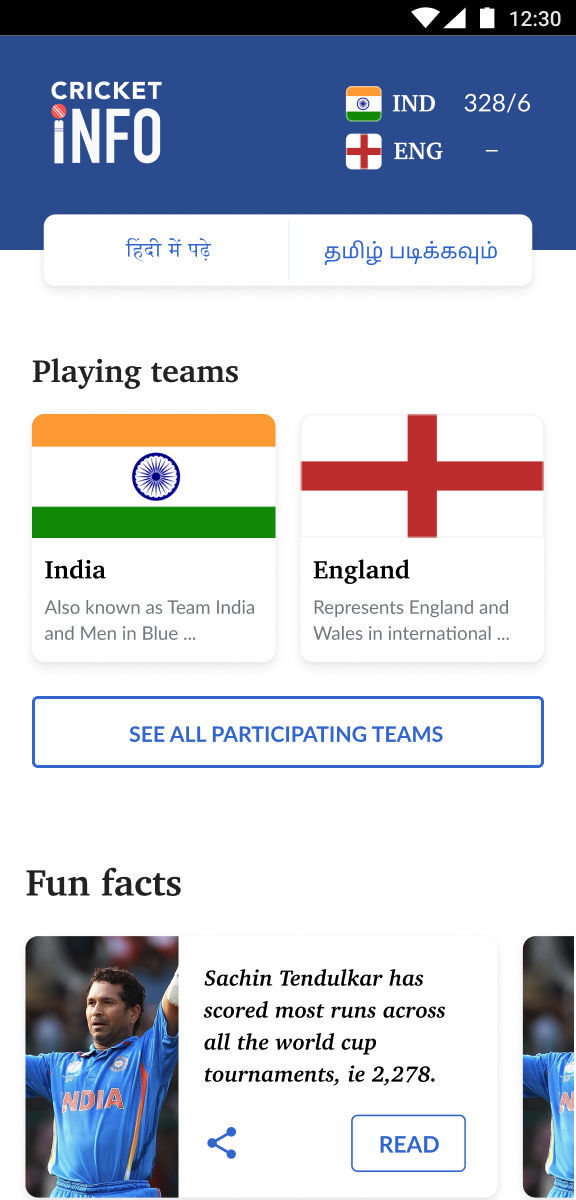 12:30
CRICKET
INFO
IND 328/6
ENG –
हिंदी में पढ़े
தமிழ் படிக்கவும்
Playing teams
India
Also known as Team India
and Men in Blue ...
England
Represents England and
Wales in international ...
SEE ALL PARTICIPATING TEAMS
Fun facts
Sachin Tendulkar has
scored most runs across
all the world cup
tournaments, ie 2,278.
READ
INDIA